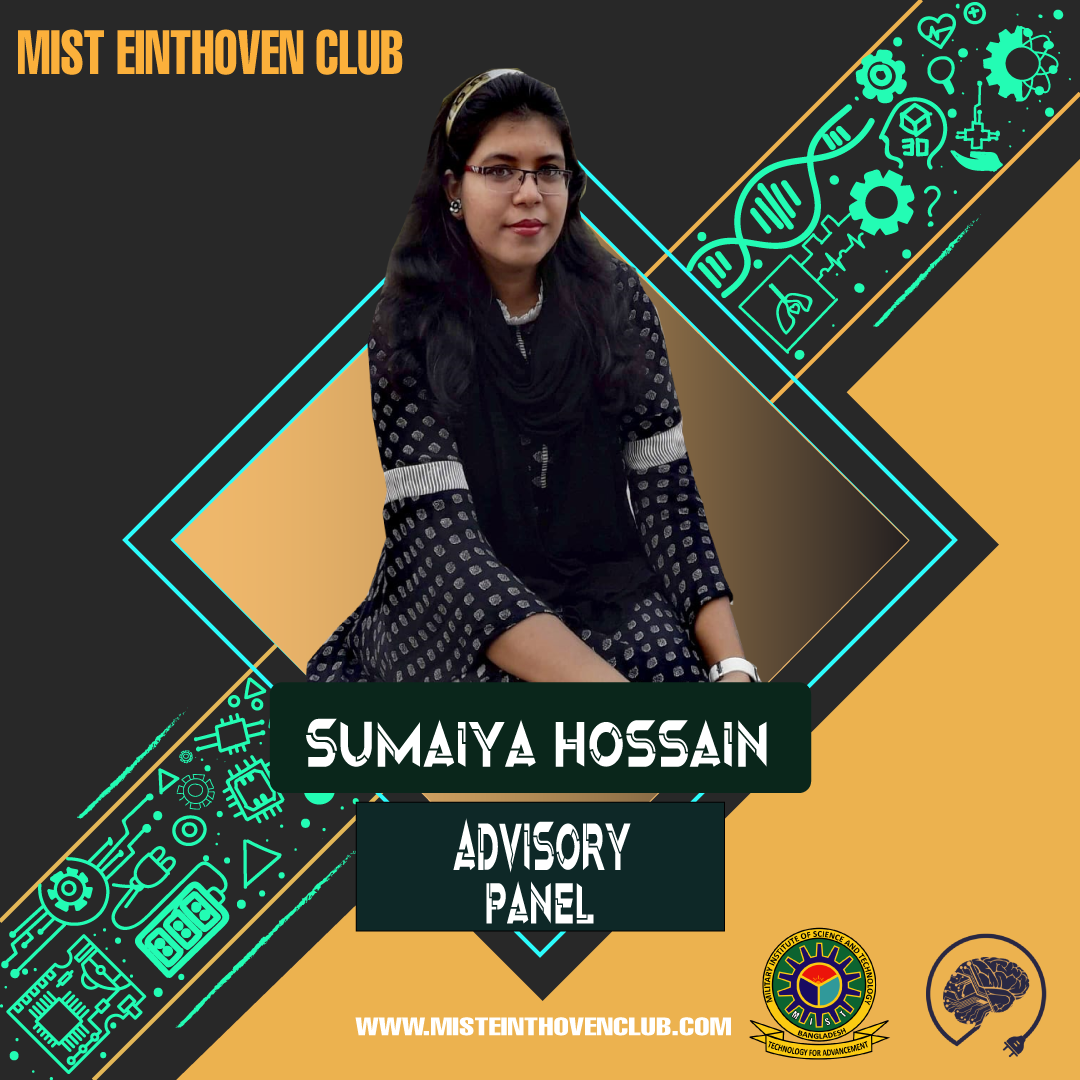 MIST EINTHOVEN CLUB
3D
SUMAIYA HOSSAIN
ADVISORY
PANEL
MILITARY INSTITUTE OF SCIENCE AND TECHNOLOGY
MIST
BANGLADESH
TECHNOLOGY FOR ADVANCEMENT
WWW.MISTEINTHOVENCLUB.COM